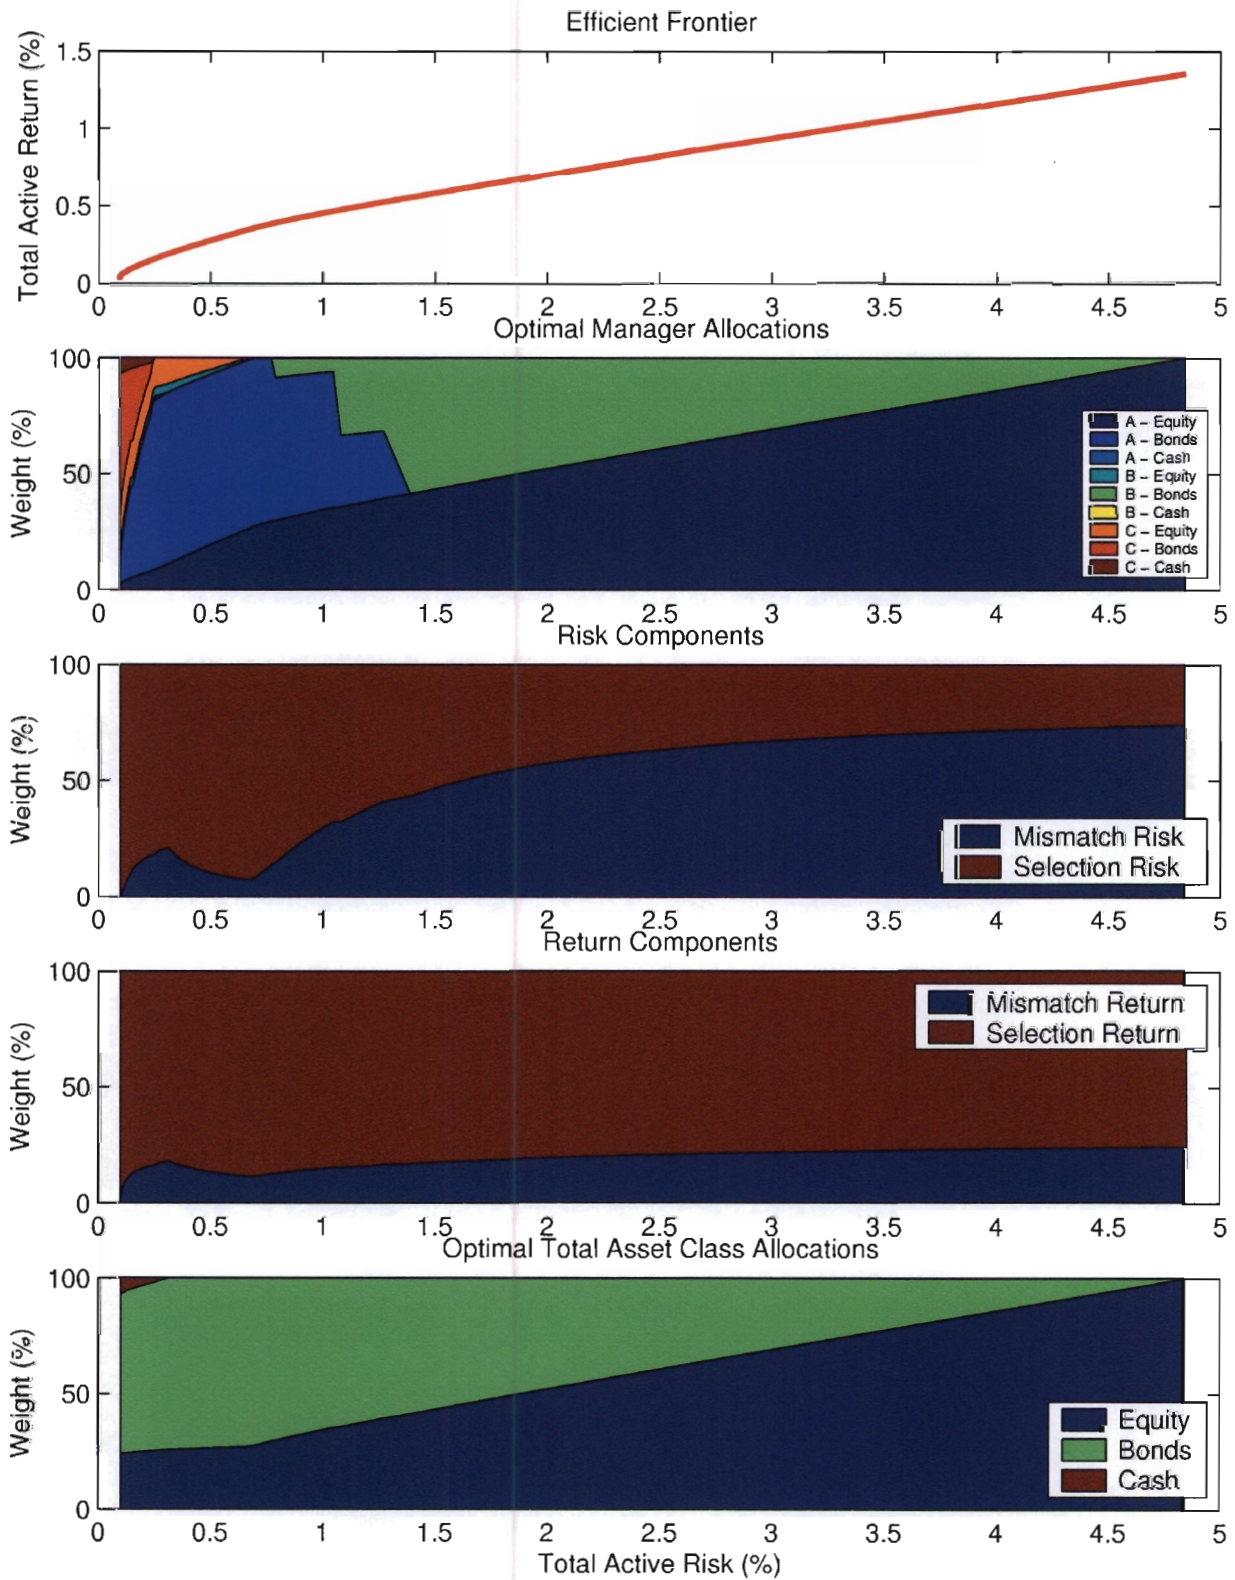 Efficient Frontier
Total Active Return (%)
1.5
1
0.5
0
0 0.5 1 1.5 2 2.5 3 3.5 4 4.5 5
Optimal Manager Allocations
Weight (%)
100
50
0
A – Equity
A – Bonds
A – Cash
B – Equity
B – Bonds
B – Cash
C – Equity
C – Bonds
C – Cash
0 0.5 1 1.5 2 2.5 3 3.5 4 4.5 5
Risk Components
Weight (%)
100
50
0
Mismatch Risk
Selection Risk
0 0.5 1 1.5 2 2.5 3 3.5 4 4.5 5
Return Components
Weight (%)
100
50
0
Mismatch Return
Selection Return
0 0.5 1 1.5 2 2.5 3 3.5 4 4.5 5
Optimal Total Asset Class Allocations
Weight (%)
100
50
0
Equity
Bonds
Cash
0 0.5 1 1.5 2 2.5 3 3.5 4 4.5 5
Total Active Risk (%)